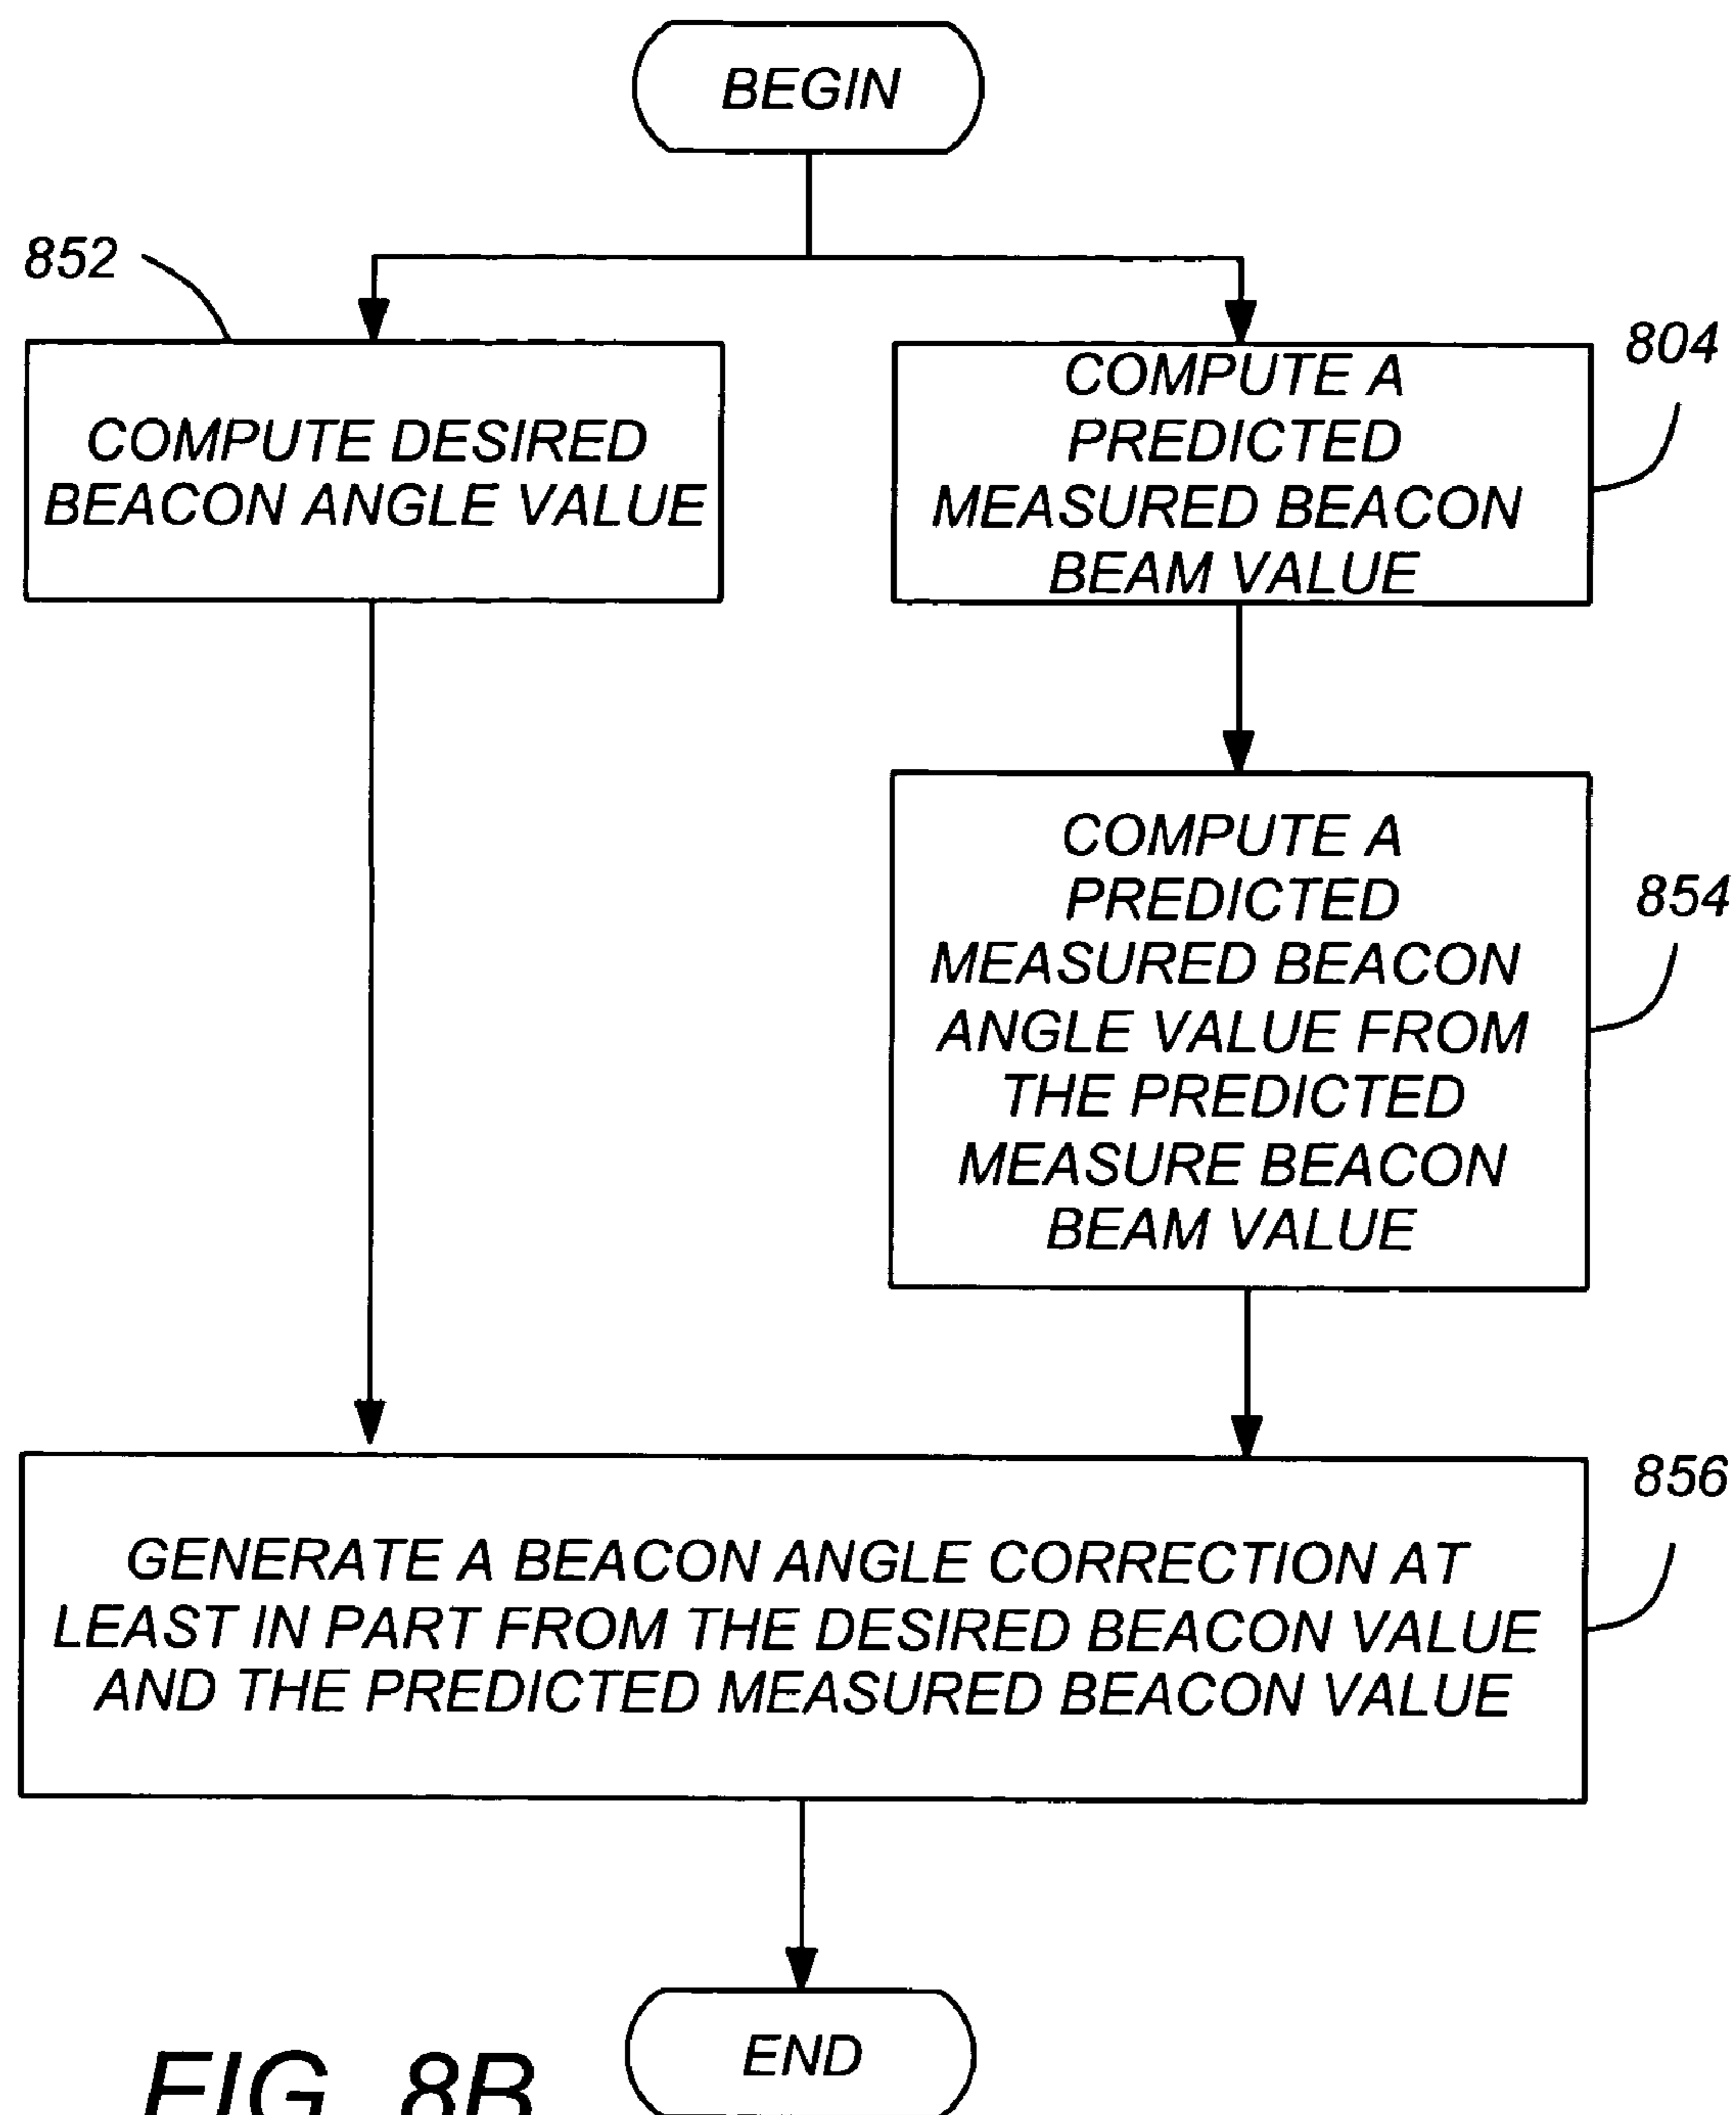 BEGIN
852
COMPUTE DESIRED
BEACON ANGLE VALUE
804
COMPUTE A
PREDICTED
MEASURED BEACON
BEAM VALUE
854
COMPUTE A
PREDICTED
MEASURED BEACON
ANGLE VALUE FROM
THE PREDICTED
MEASURE BEACON
BEAM VALUE
856
GENERATE A BEACON ANGLE CORRECTION AT
LEAST IN PART FROM THE DESIRED BEACON VALUE
AND THE PREDICTED MEASURED BEACON VALUE
END
FIG. 8B